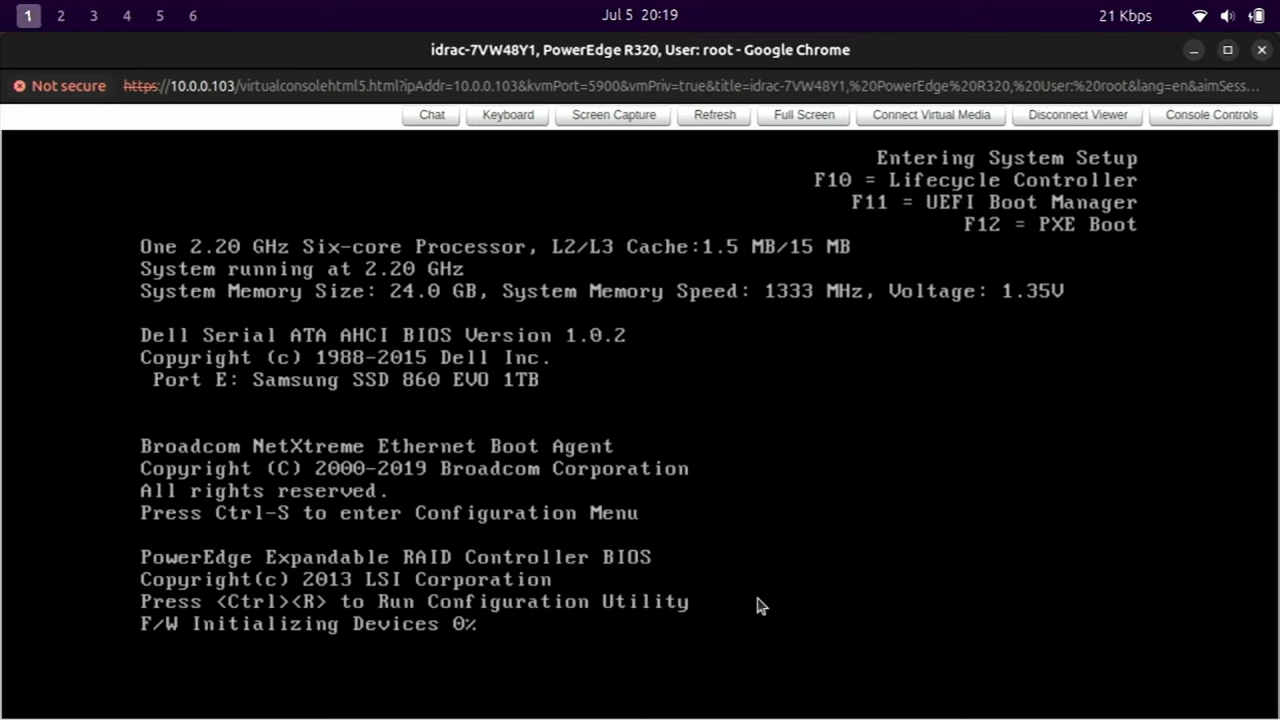 1 2 3 4 5 6 Jul 5 20:19 21 Kbps
idrac-7VW48Y1, PowerEdge R320, User: root - Google Chrome
Not secure https://10.0.0.103/virtualconsolehtml5.html?ipAddr=10.0.0.103&kvmPort=5900&vmPriv=true&title=idrac-7VW48Y1,%20PowerEdge%20R320,%20User:%20root&lang=en&aimSess...
Chat Keyboard Screen Capture Refresh Full Screen Connect Virtual Media Disconnect Viewer Console Controls
Entering System Setup
F10 = Lifecycle Controller
F11 = UEFI Boot Manager
F12 = PXE Boot
One 2.20 GHz Six-core Processor, L2/L3 Cache:1.5 MB/15 MB
System running at 2.20 GHz
System Memory Size: 24.0 GB, System Memory Speed: 1333 MHz, Voltage: 1.35V
Dell Serial ATA AHCI BIOS Version 1.0.2
Copyright (c) 1988-2015 Dell Inc.
Port E: Samsung SSD 860 EVO 1TB
Broadcom NetXtreme Ethernet Boot Agent
Copyright (C) 2000-2019 Broadcom Corporation
All rights reserved.
Press Ctrl-S to enter Configuration Menu
PowerEdge Expandable RAID Controller BIOS
Copyright(c) 2013 LSI Corporation
Press <Ctrl><R> to Run Configuration Utility
F/W Initializing Devices 0%